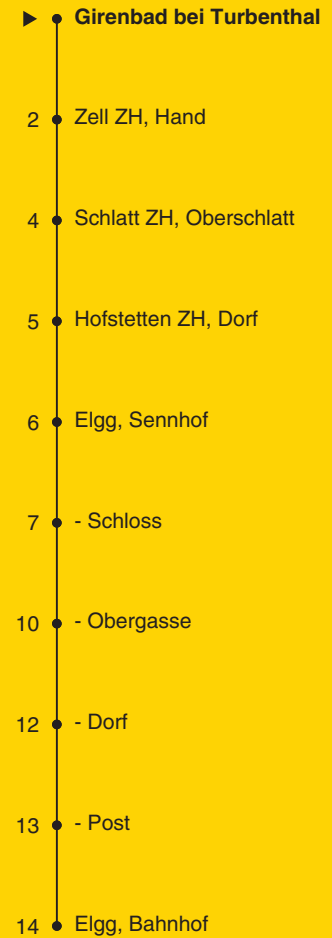 Girenbad bei Turbenthal
2 Zell ZH, Hand
4 Schlatt ZH, Oberschlatt
5 Hofstetten ZH, Dorf
6 Elgg, Sennhof
7 - Schloss
10 - Obergasse
12 - Dorf
13 - Post
14 Elgg, Bahnhof